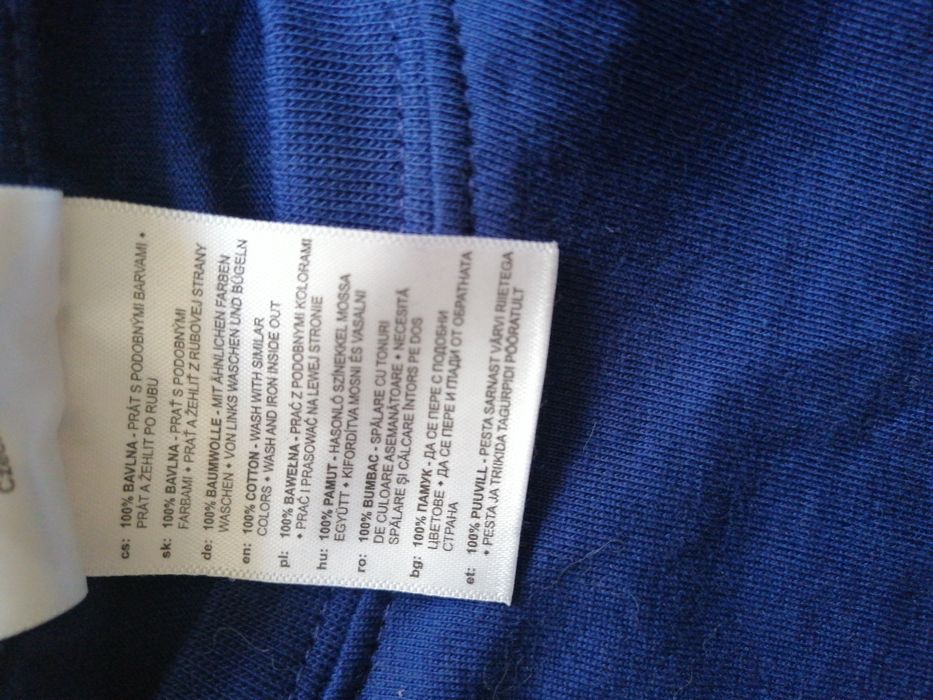 cs: 100% BAVLNA - PRÁT S PODOBNÝMI BARVAMI •
PRÁT A ŽEHLIT PO RUBU
sk: 100% BAVLNA - PRAŤ S PODOBNÝMI
FARBAMI • PRAŤ A ŽEHLIŤ Z RUBOVEJ STRANY
de: 100% BAUMWOLLE - MIT ÄHNLICHEN FARBEN
WASCHEN • VON LINKS WASCHEN UND BÜGELN
en: 100% COTTON - WASH WITH SIMILAR
COLORS • WASH AND IRON INSIDE OUT
pl: 100% BAWEŁNA - PRAĆ Z PODOBNYMI KOLORAMI
• PRAĆ I PRASOWAĆ NA LEWEJ STRONIE
hu: 100% PAMUT - HASONLÓ SZÍNEKKEL MOSSA
EGYÜTT • KIFORDÍTVA MOSNI ÉS VASALNI
ro: 100% BUMBAC - SPĂLARE CU TONURI
DE CULOARE ASEMĂNĂTOARE • NECESITĂ
SPĂLARE ŞI CĂLCARE ÎNTORS PE DOS
bg: 100% ПАМУК - ДА СЕ ПЕРЕ С ПОДОБНИ
ЦВЕТОВЕ • ДА СЕ ПЕРЕ И ГЛАДИ ОТ ОБРАТНАТА
СТРАНА
et: 100% PUUVILL - PESTA SARNAST VÄRVI RIIETEGA
• PESTA JA TRIIKIDA TAGURPIDI PÖÖRATULT